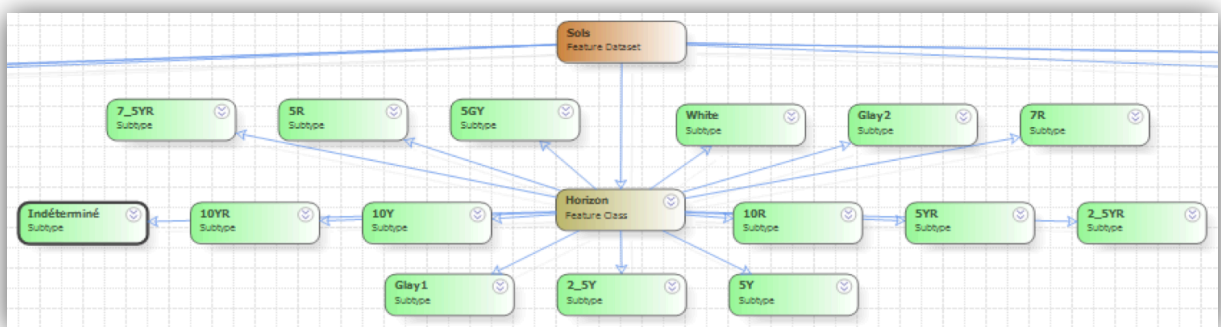 Sols
Feature Dataset
7_5YR
Subtype
5R
Subtype
5GY
Subtype
White
Subtype
Glay2
Subtype
7R
Subtype
Horizon
Feature Class
Indéterminé
Subtype
10YR
Subtype
10Y
Subtype
10R
Subtype
5YR
Subtype
2_5YR
Subtype
Glay1
Subtype
2_5Y
Subtype
5Y
Subtype